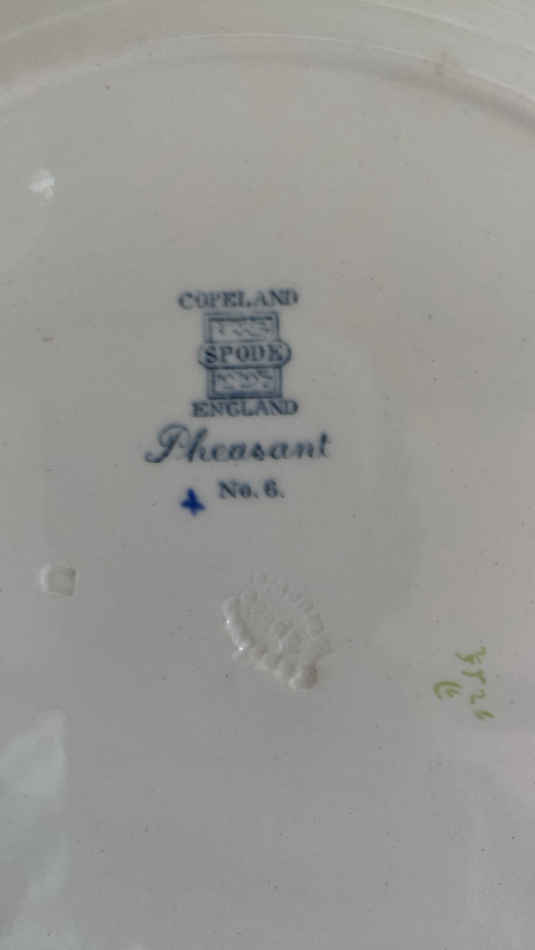 COPELAND
SPODE
ENGLAND
Pheasant
No. 6.